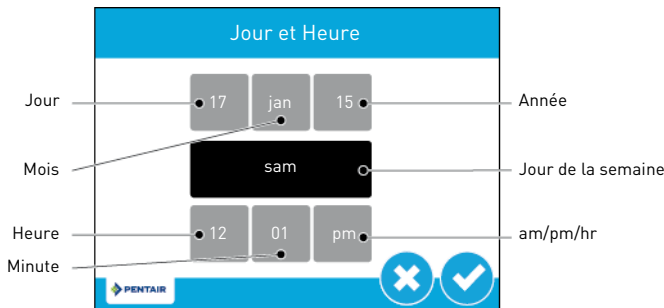 Jour et Heure
Jour
17
jan
15
Année
Mois
sam
Jour de la semaine
Heure
12
01
pm
am/pm/hr
Minute
PENTAIR